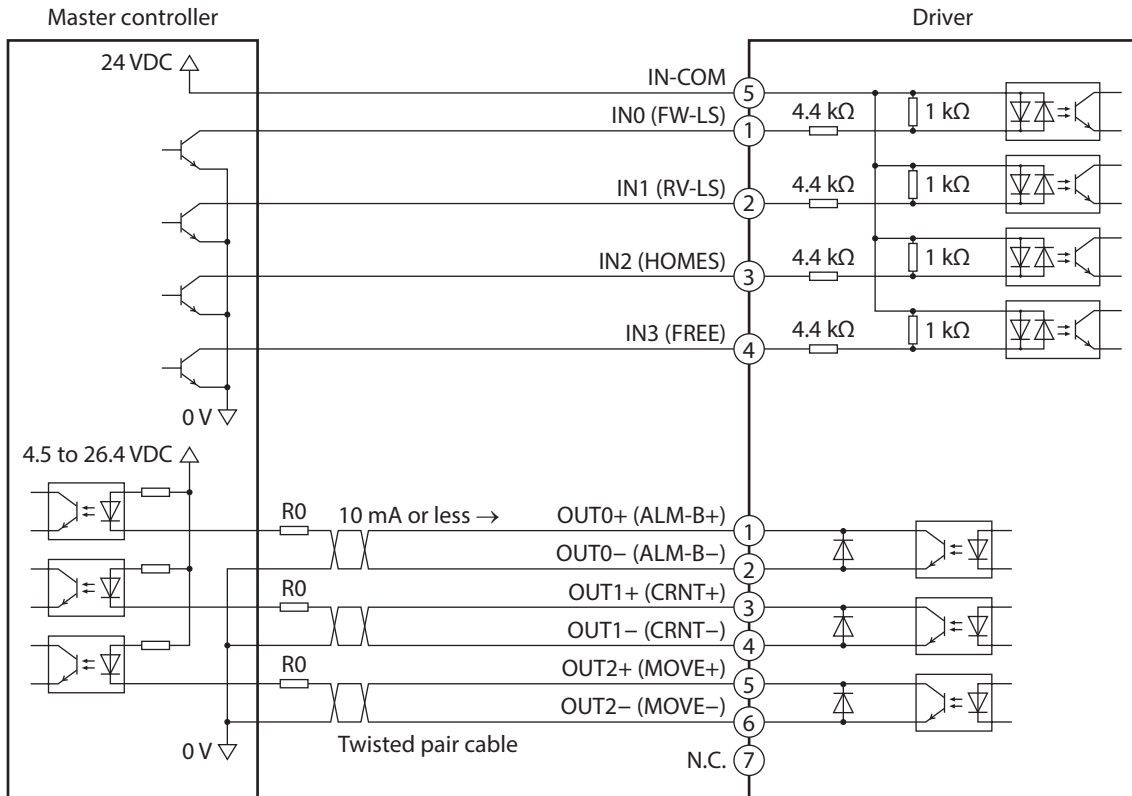 Master controller
Driver
24 VDC
IN-COM
5
IN0 (FW-LS)
1
4.4 kΩ
1 kΩ
IN1 (RV-LS)
2
4.4 kΩ
1 kΩ
IN2 (HOMES)
3
4.4 kΩ
1 kΩ
IN3 (FREE)
4
4.4 kΩ
1 kΩ
0 V
4.5 to 26.4 VDC
R0
10 mA or less →
OUT0+ (ALM-B+)
1
OUT0− (ALM-B−)
2
R0
OUT1+ (CRNT+)
3
OUT1− (CRNT−)
4
R0
OUT2+ (MOVE+)
5
OUT2− (MOVE−)
6
0 V
Twisted pair cable
N.C.
7